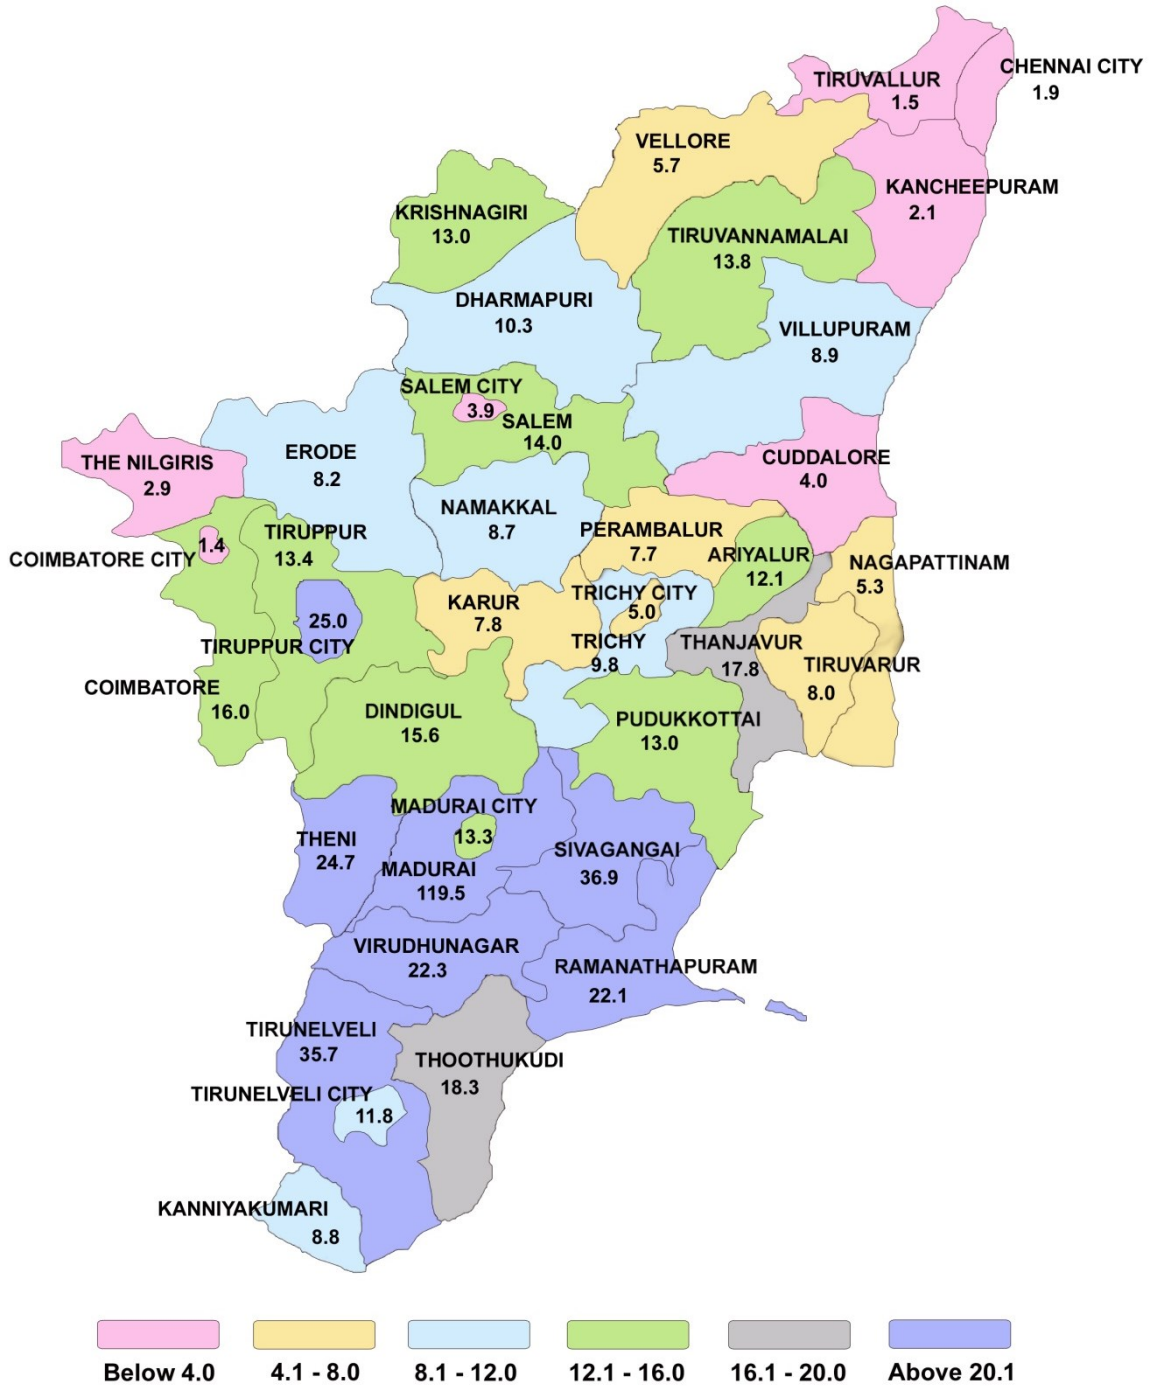 TIRUVALLUR
1.5
CHENNAI CITY
1.9
VELLORE
5.7
KANCHEEPURAM
2.1
KRISHNAGIRI
13.0
TIRUVANNAMALAI
13.8
DHARMAPURI
10.3
VILLUPURAM
8.9
SALEM CITY
3.9
SALEM
14.0
THE NILGIRIS
2.9
ERODE
8.2
CUDDALORE
4.0
NAMAKKAL
8.7
COIMBATORE CITY
1.4
TIRUPPUR
13.4
PERAMBALUR
7.7
ARIYALUR
12.1
NAGAPATTINAM
5.3
KARUR
7.8
TRICHY CITY
5.0
TRICHY
9.8
25.0
TIRUPPUR CITY
THANJAVUR
17.8
TIRUVARUR
8.0
COIMBATORE
16.0
DINDIGUL
15.6
PUDUKKOTTAI
13.0
MADURAI CITY
13.3
THENI
24.7
MADURAI
119.5
SIVAGANGAI
36.9
VIRUDHUNAGAR
22.3
RAMANATHAPURAM
22.1
TIRUNELVELI
35.7
THOOTHUKUDI
18.3
TIRUNELVELI CITY
11.8
KANNIYAKUMARI
8.8
Below 4.0
4.1 - 8.0
8.1 - 12.0
12.1 - 16.0
16.1 - 20.0
Above 20.1